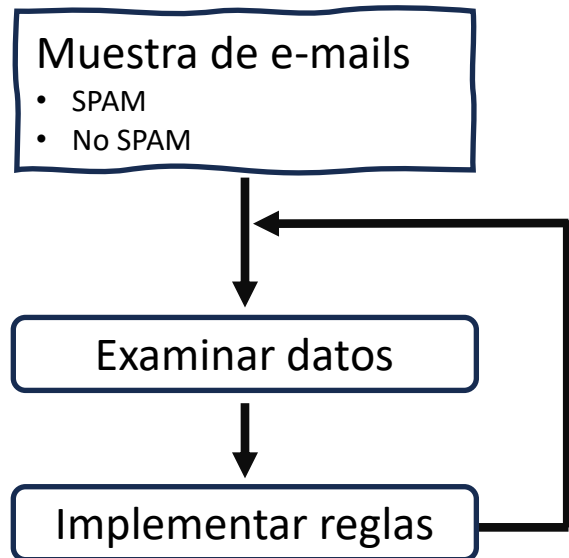 Muestra de e-mails
• SPAM
• No SPAM
Examinar datos
Implementar reglas